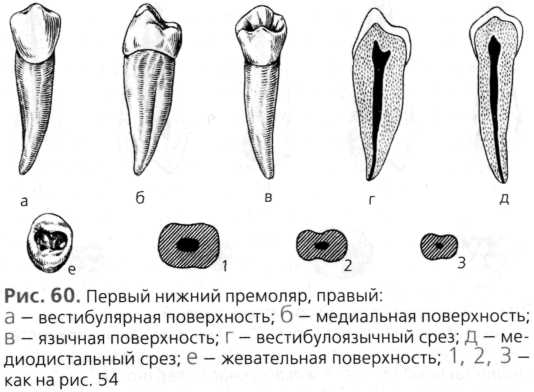 а б в г д
е 1 2 3
Рис. 60. Первый нижний премоляр, правый:
а — вестибулярная поверхность; б — медиальная поверхность;
в — язычная поверхность; г — вестибулоязычный срез; д — ме-
диодистальный срез; е — жевательная поверхность; 1, 2, 3 —
как на рис. 54